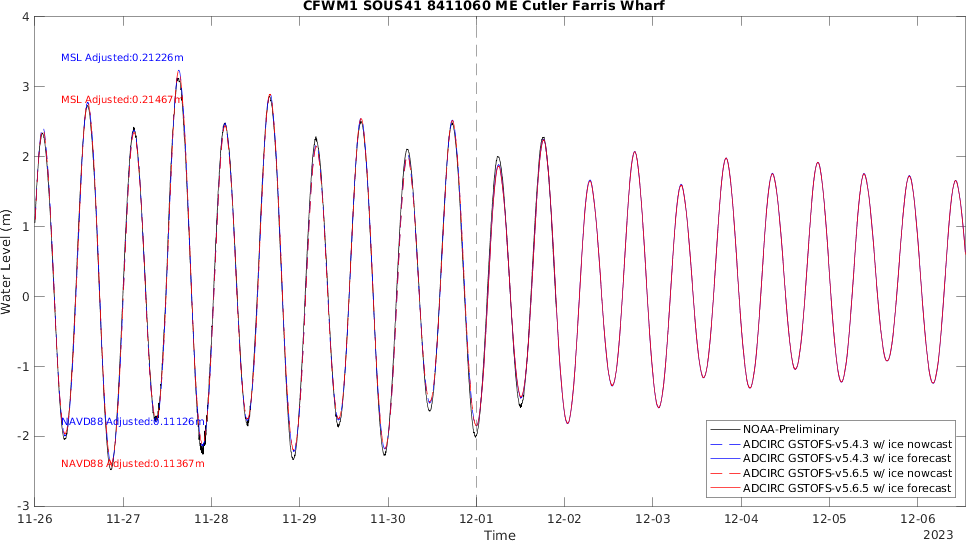 CFWM1 SOUS41 8411060 ME Cutler Farris Wharf
4
3
2
1
0
-1
-2
-3
Water Level (m)
MSL Adjusted:0.21226m
MSL Adjusted:0.21467m
NAVD88 Adjusted:0.11126m
NAVD88 Adjusted:0.11367m
NOAA-Preliminary
ADCIRC GSTOFS-v5.4.3 w/ ice nowcast
ADCIRC GSTOFS-v5.4.3 w/ ice forecast
ADCIRC GSTOFS-v5.6.5 w/ ice nowcast
ADCIRC GSTOFS-v5.6.5 w/ ice forecast
11-26 11-27 11-28 11-29 11-30 12-01 12-02 12-03 12-04 12-05 12-06
Time
2023